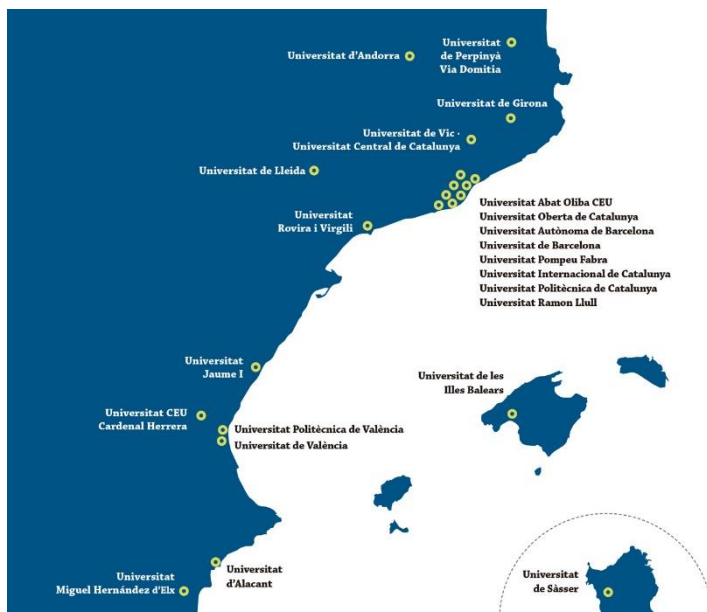 Universitat d'Andorra
Universitat
de Perpinyà
Via Domitia
Universitat de Girona
Universitat de Vic ·
Universitat Central de Catalunya
Universitat de Lleida
Universitat
Rovira i Virgili
Universitat Abat Oliba CEU
Universitat Oberta de Catalunya
Universitat Autònoma de Barcelona
Universitat de Barcelona
Universitat Pompeu Fabra
Universitat Internacional de Catalunya
Universitat Politècnica de Catalunya
Universitat Ramon Llull
Universitat
Jaume I
Universitat de les
Illes Balears
Universitat CEU
Cardenal Herrera
Universitat Politècnica de València
Universitat de València
Universitat
Miguel Hernández d'Elx
Universitat
d'Alacant
Universitat
de Sàsser